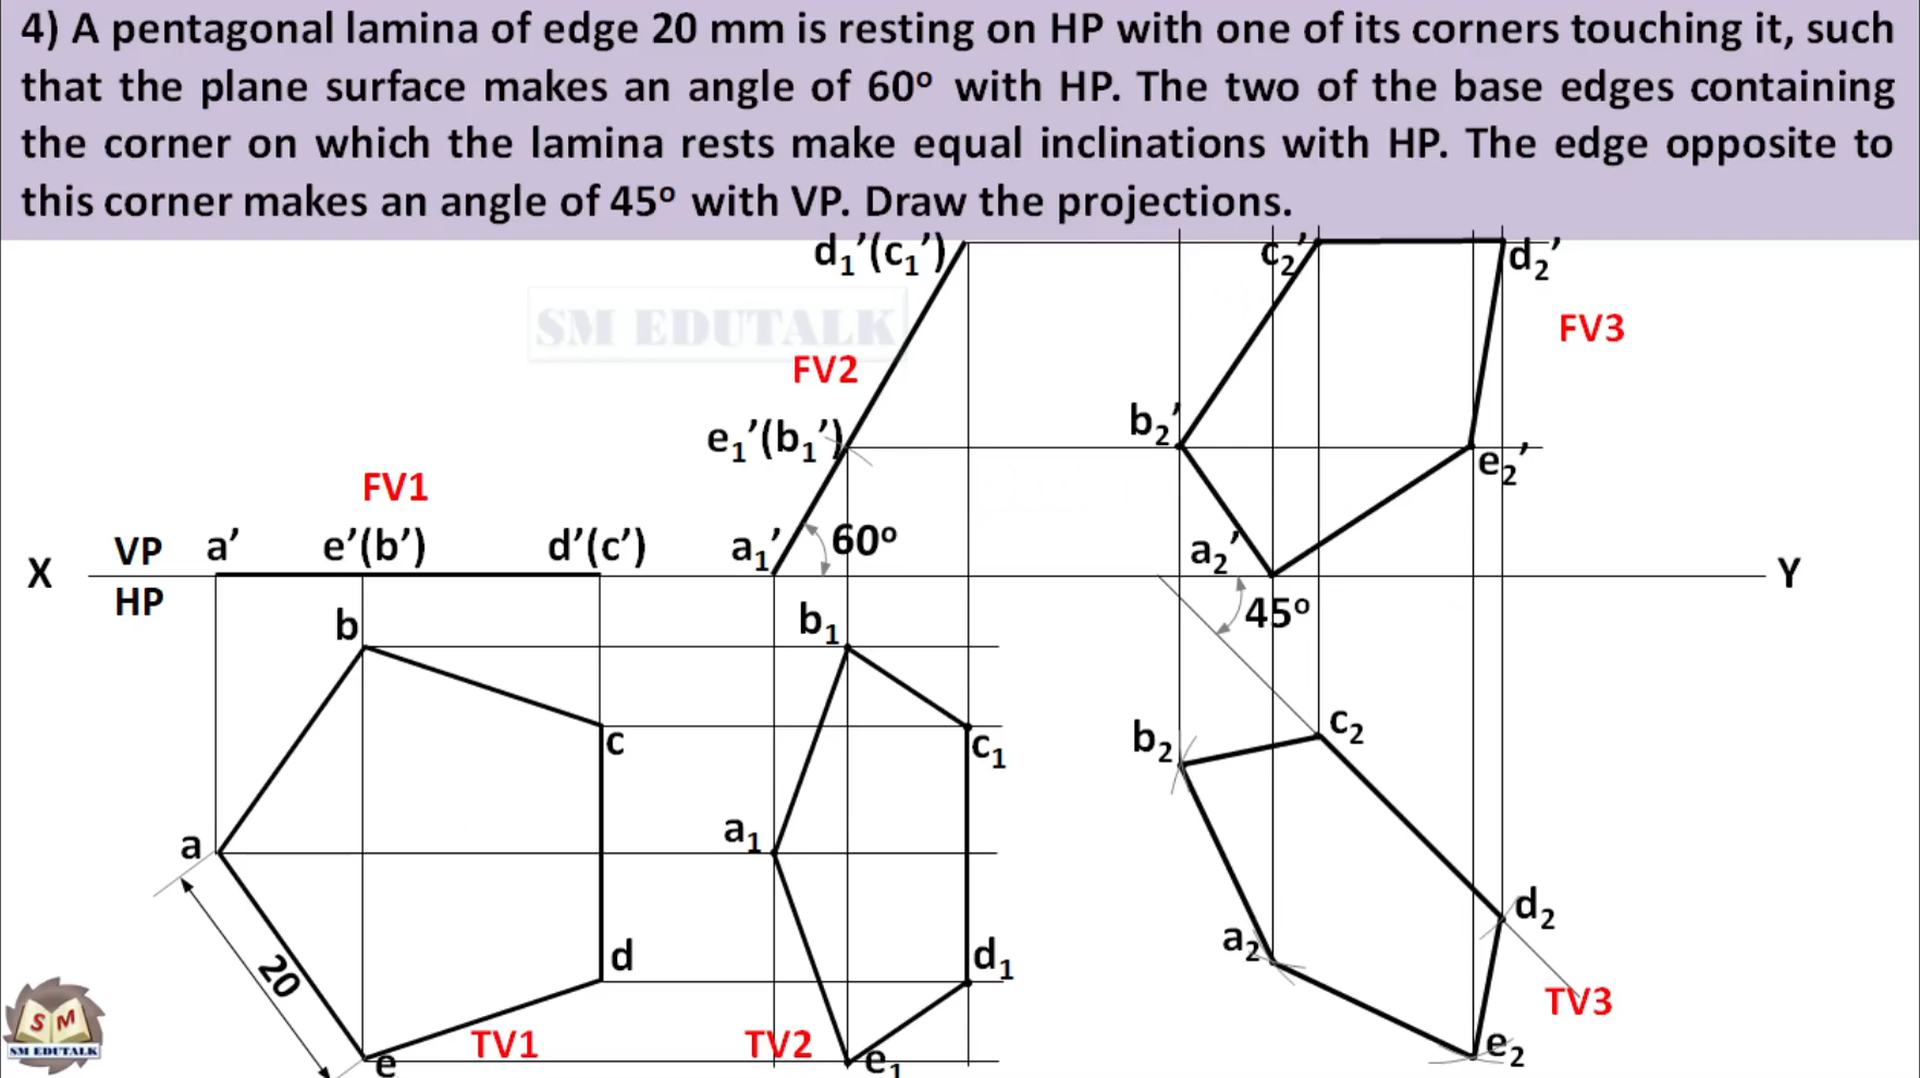 4) A pentagonal lamina of edge 20 mm is resting on HP with one of its corners touching it, such
that the plane surface makes an angle of 60º with HP. The two of the base edges containing
the corner on which the lamina rests make equal inclinations with HP. The edge opposite to
this corner makes an angle of 45º with VP. Draw the projections.
d₁’(c₁’)
c₂’
d₂’
SM EDUTALK
FV3
FV2
b₂’
e₁’(b₁’)
e₂’
FV1
X
VP
a’
e’(b’)
d’(c’)
a₁’
60º
a₂’
Y
HP
45º
b
b₁
c
c₁
b₂
c₂
a
a₁
a₂
d₂
d
d₁
20
TV1
TV2
TV3
e
e₁
e₂
S M
SM EDUTALK